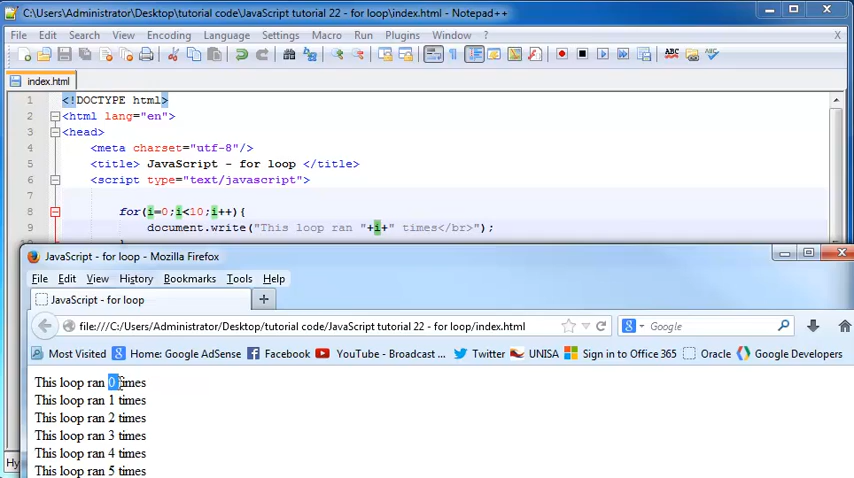 C:\Users\Administrator\Desktop\tutorial code\JavaScript tutorial 22 - for loop\index.html - Notepad++
File Edit Search View Encoding Language Settings Macro Run Plugins Window ? X
index.html
1 <!DOCTYPE html>
2 <html lang="en">
3 <head>
4 <meta charset="utf-8"/>
5 <title> JavaScript - for loop </title>
6 <script type="text/javascript">
7
8 for(i=0;i<10;i++){
9 document.write("This loop ran "+i+" times</br>");
JavaScript - for loop - Mozilla Firefox
File Edit View History Bookmarks Tools Help
JavaScript - for loop
file:///C:/Users/Administrator/Desktop/tutorial code/JavaScript tutorial 22 - for loop/index.html Google
Most Visited Home: Google AdSense Facebook YouTube - Broadcast ... Twitter UNISA Sign in to Office 365 Oracle Google Developers
This loop ran 0 times
This loop ran 1 times
This loop ran 2 times
This loop ran 3 times
This loop ran 4 times
Hy
This loop ran 5 times